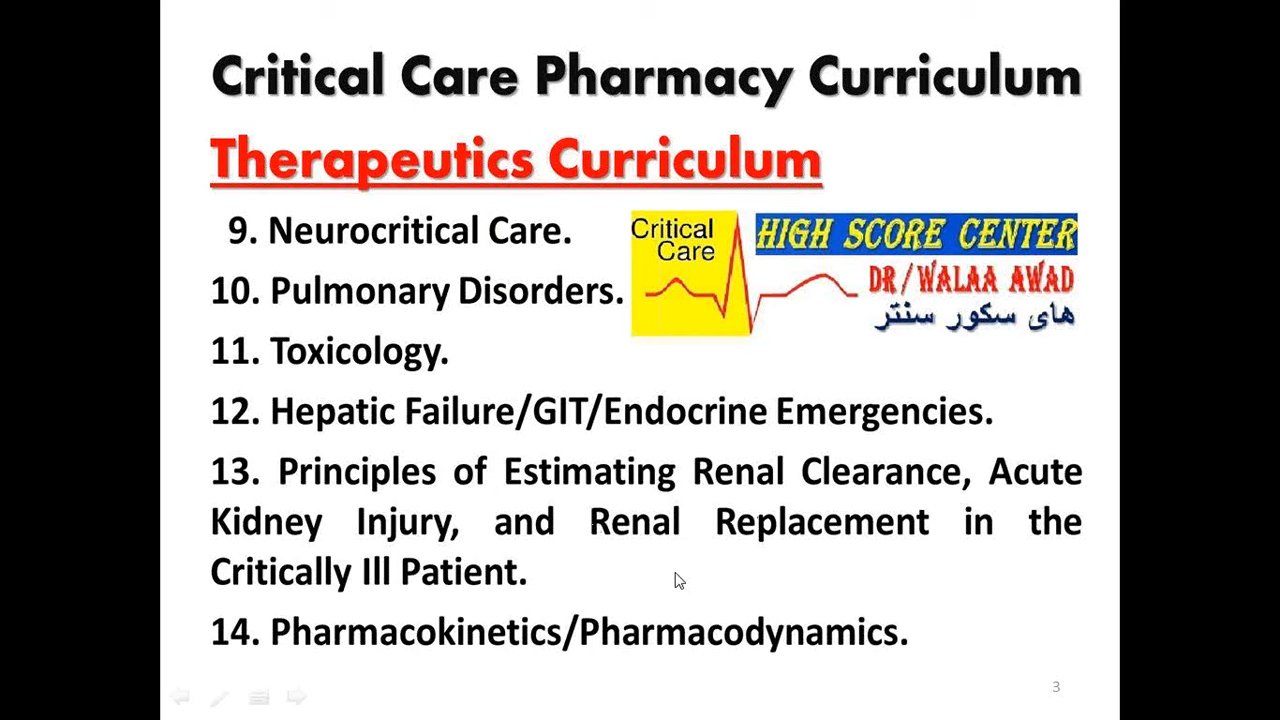 Critical Care Pharmacy Curriculum
Therapeutics Curriculum
9. Neurocritical Care.
10. Pulmonary Disorders.
11. Toxicology.
Critical
Care
HIGH SCORE CENTER
DR/WALAA AWAD
هاى سكور سنتر
12. Hepatic Failure/GIT/Endocrine Emergencies.
13. Principles of Estimating Renal Clearance, Acute
Kidney Injury, and Renal Replacement in the
Critically Ill Patient.
14. Pharmacokinetics/Pharmacodynamics.
3